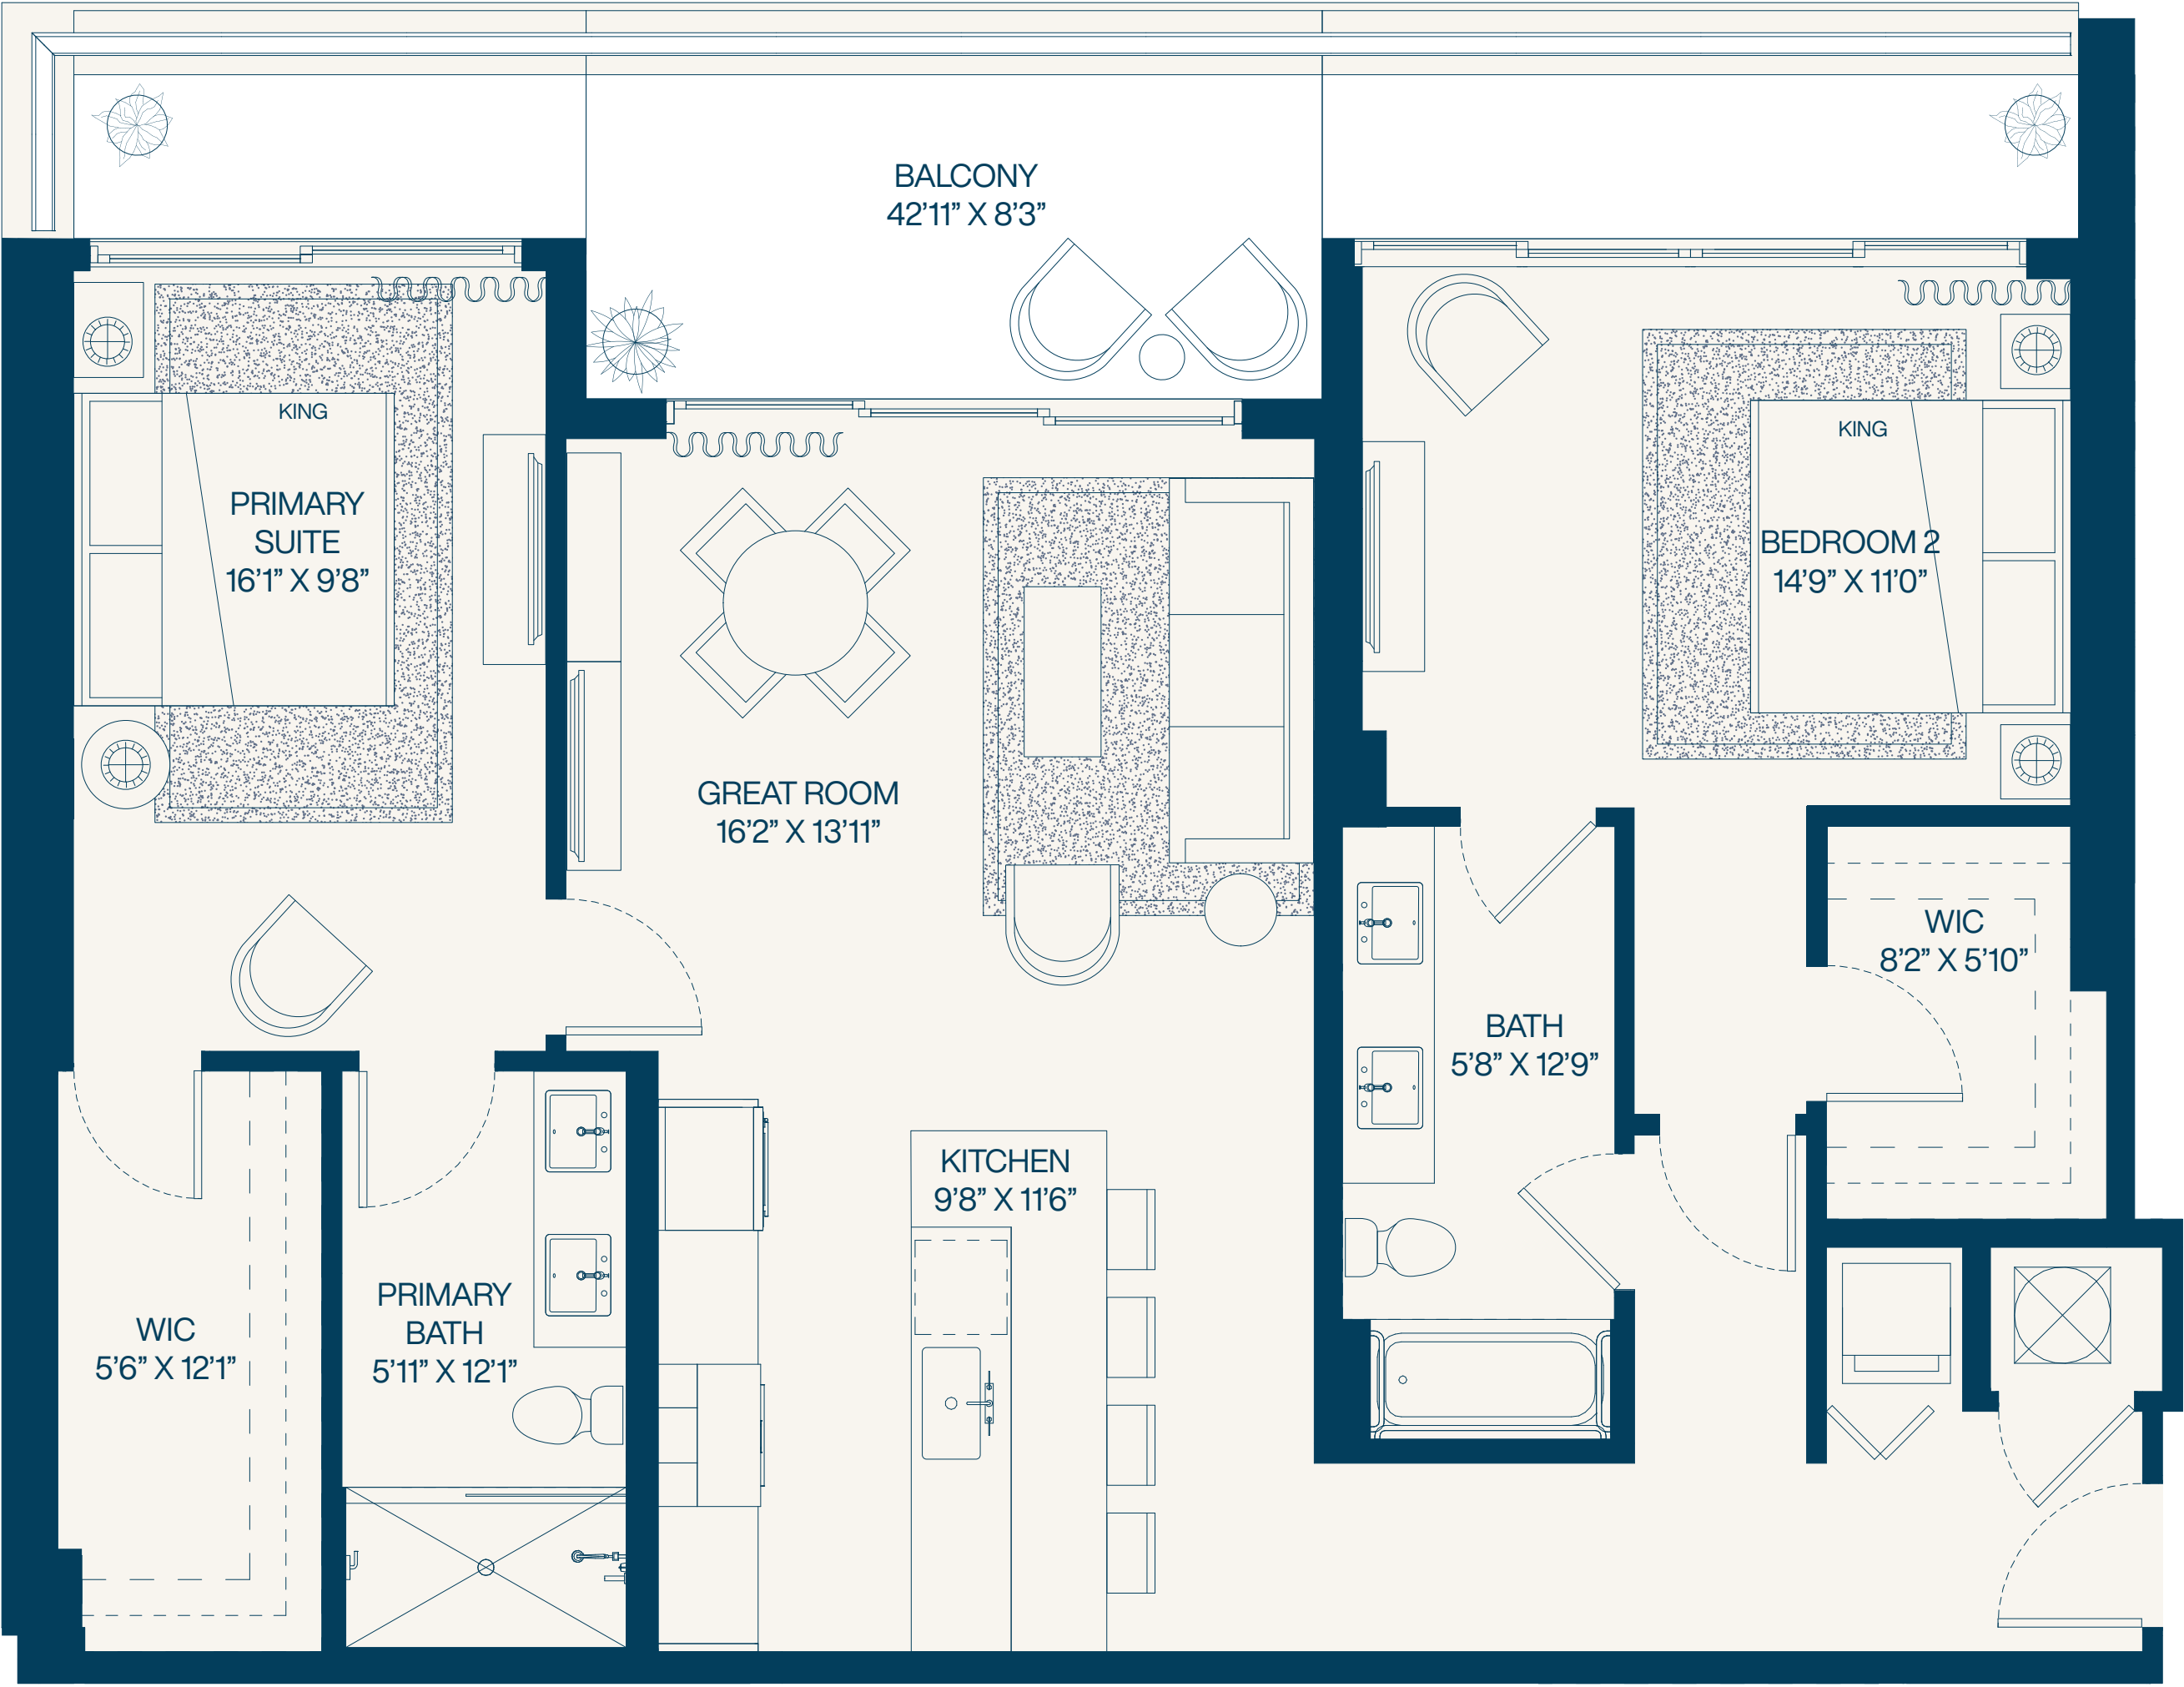 BALCONY
42’11” X 8’3”
KING
PRIMARY
SUITE
16’1” X 9’8”
KING
BEDROOM 2
14’9” X 11’0”
GREAT ROOM
16’2” X 13’11”
WIC
8’2” X 5’10”
BATH
5’8” X 12’9”
KITCHEN
9’8” X 11’6”
PRIMARY
BATH
5’11” X 12’1”
WIC
5’6” X 12’1”